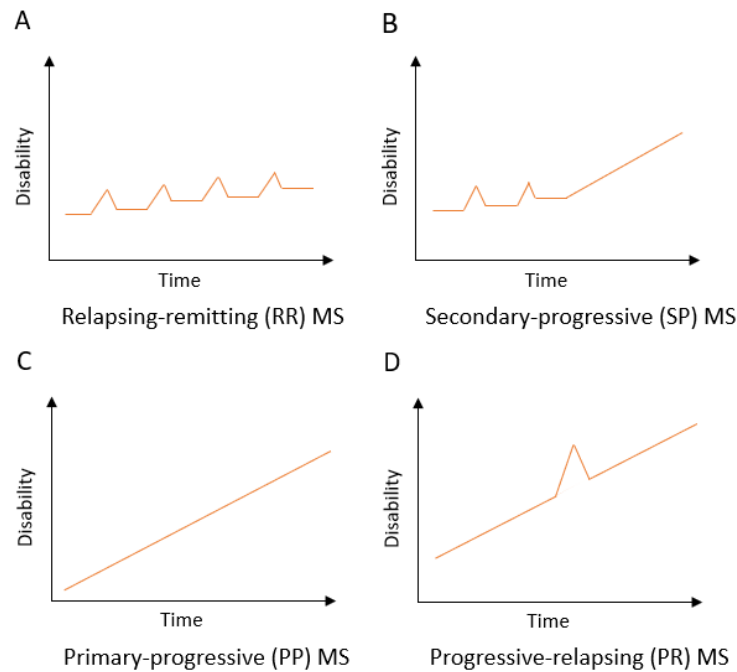 A
Disability
Time
Relapsing-remitting (RR) MS
B
Disability
Time
Secondary-progressive (SP) MS
C
Disability
Time
Primary-progressive (PP) MS
D
Disability
Time
Progressive-relapsing (PR) MS